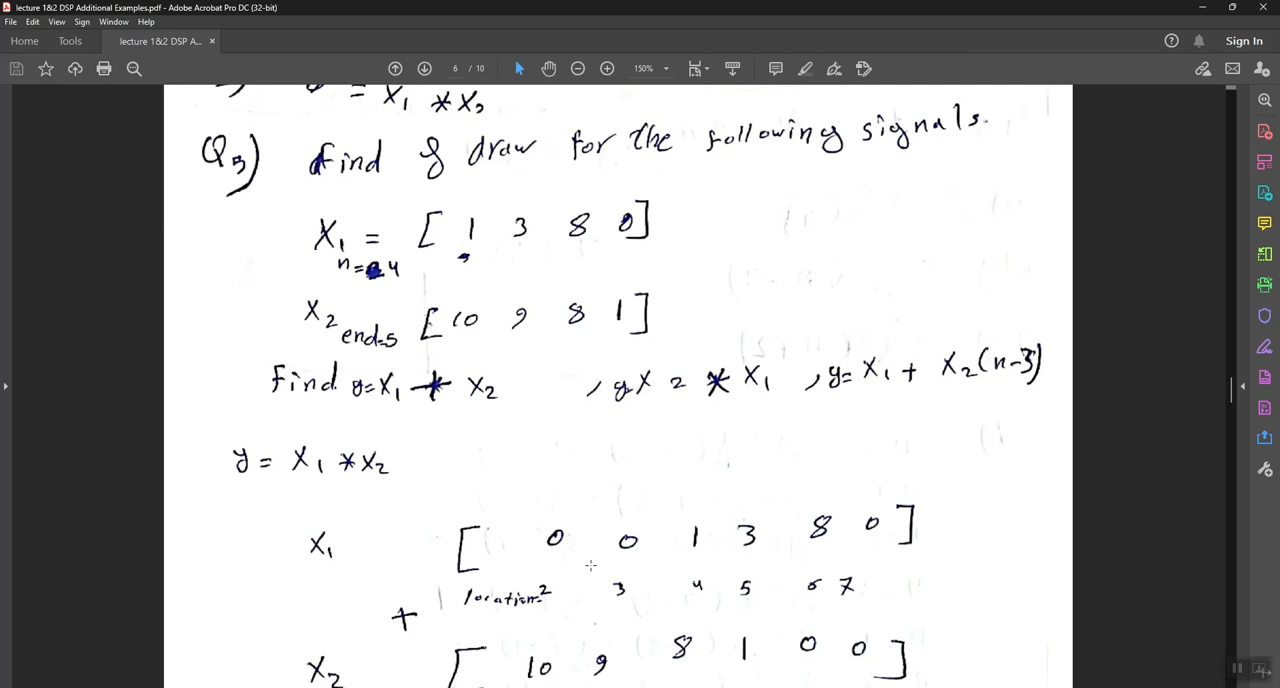 lecture 1&2 DSP Additional Examples.pdf - Adobe Acrobat Pro DC (32-bit)
File Edit View Sign Window Help
Home Tools lecture 1&2 DSP A... × Sign In
6 / 10 150%
= X1 * X2
Q3) find & draw for the following signals.
X1 = [ 1 3 8 0 ]
n=4
X2 end=5 [ 10 9 8 1 ]
Find y=X1 * X2 , y=X2 * X1 , y= X1 + X2(n-3)
y = X1 * X2
X1 [ 0 0 1 3 8 0 ]
location=2 3 4 5 6 7
+
X2 [ 10 9 8 1 0 0 ]